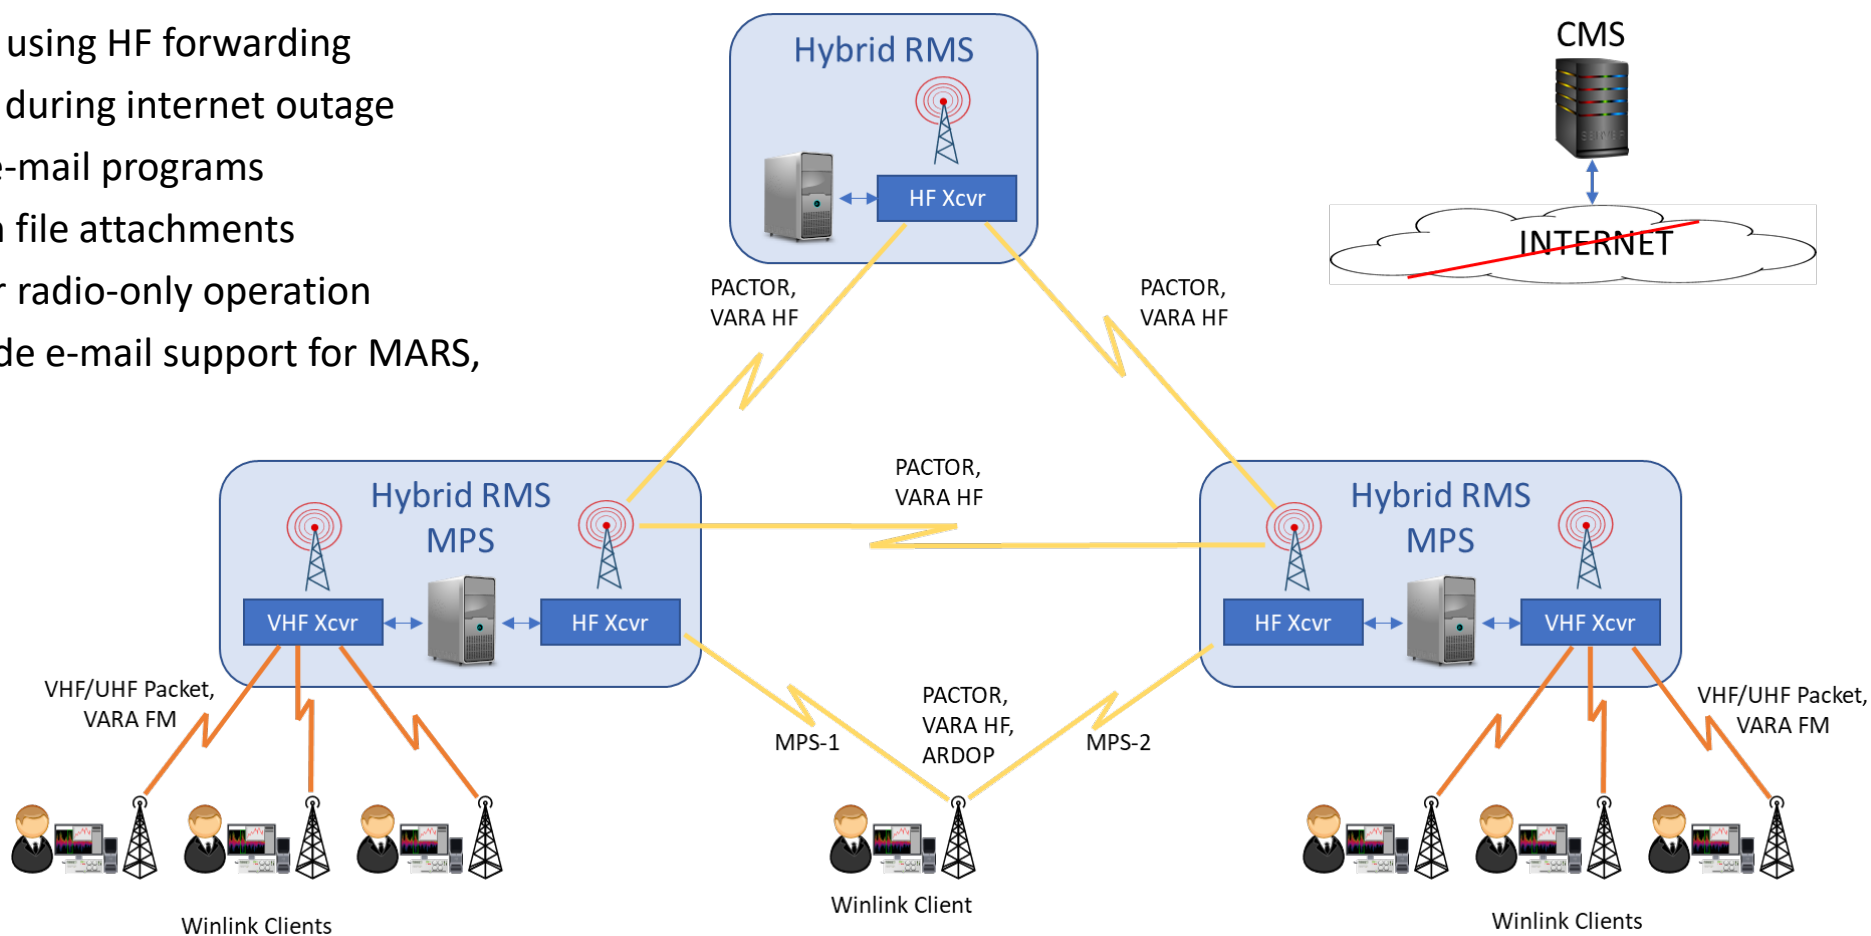 using HF forwarding
during internet outage
e-mail programs
file attachments
radio-only operation
e-mail support for MARS,
Hybrid RMS
HF Xcvr
CMS
INTERNET
PACTOR,
VARA HF
PACTOR,
VARA HF
PACTOR,
VARA HF
Hybrid RMS
MPS
VHF Xcvr
HF Xcvr
Hybrid RMS
MPS
HF Xcvr
VHF Xcvr
VHF/UHF Packet,
VARA FM
MPS-1
PACTOR,
VARA HF,
ARDOP
MPS-2
VHF/UHF Packet,
VARA FM
Winlink Clients
Winlink Client
Winlink Clients